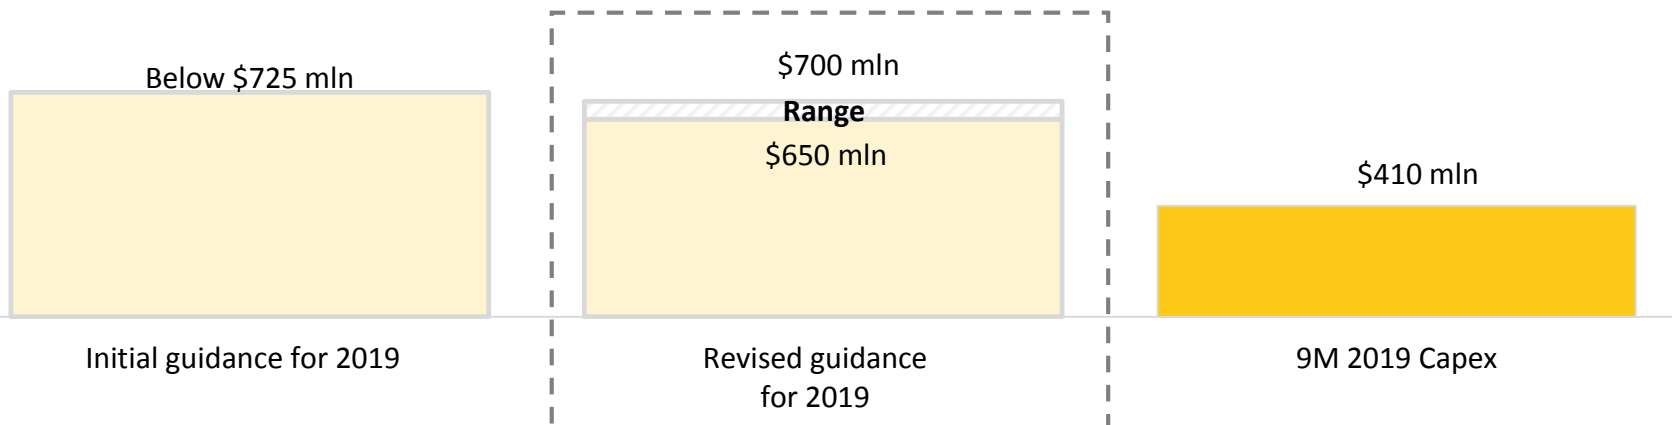 Below $725 mln
$700 mln
Range
$650 mln
$410 mln
Initial guidance for 2019
Revised guidance
for 2019
9M 2019 Capex